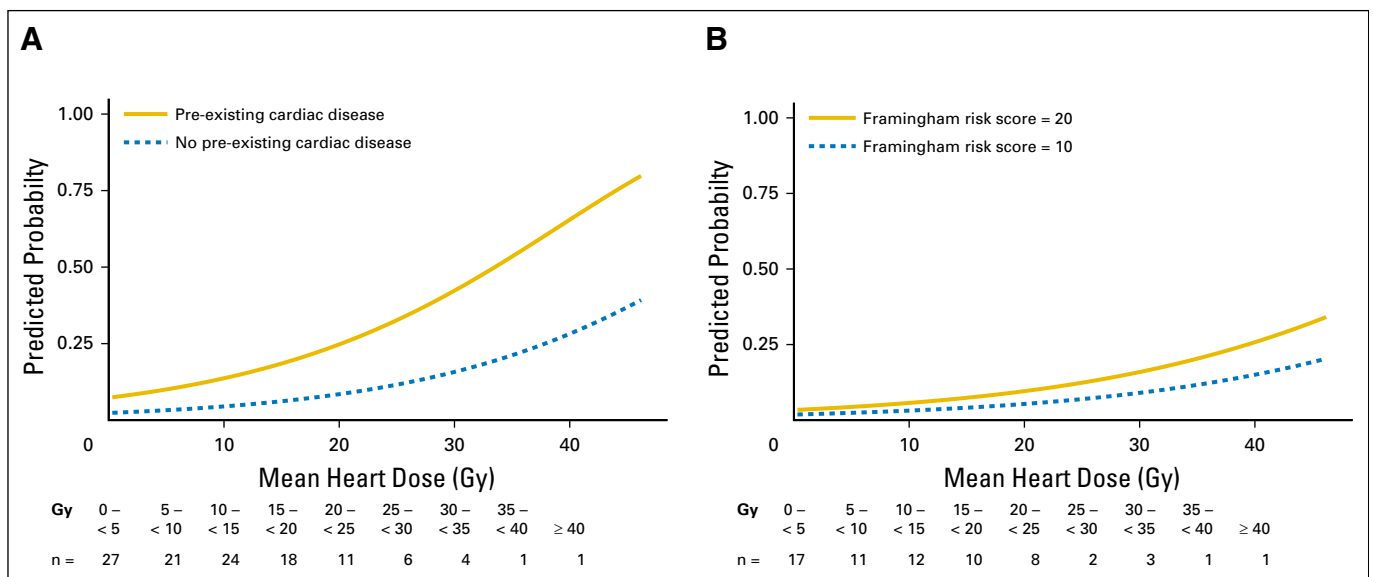 A
1.00
0.75
0.50
0.25
0
10
20
30
40
Predicted Probabilty
Pre-existing cardiac disease
No pre-existing cardiac disease
Mean Heart Dose (Gy)
Gy 0 – 5 – 10 – 15 – 20 – 25 – 30 – 35 –
< 5 < 10 < 15 < 20 < 25 < 30 < 35 < 40 ≥ 40
n = 27 21 24 18 11 6 4 1 1
B
1.00
0.75
0.50
0.25
0
10
20
30
40
Predicted Probabilty
Framingham risk score = 20
Framingham risk score = 10
Mean Heart Dose (Gy)
Gy 0 – 5 – 10 – 15 – 20 – 25 – 30 – 35 –
< 5 < 10 < 15 < 20 < 25 < 30 < 35 < 40 ≥ 40
n = 17 11 12 10 8 2 3 1 1